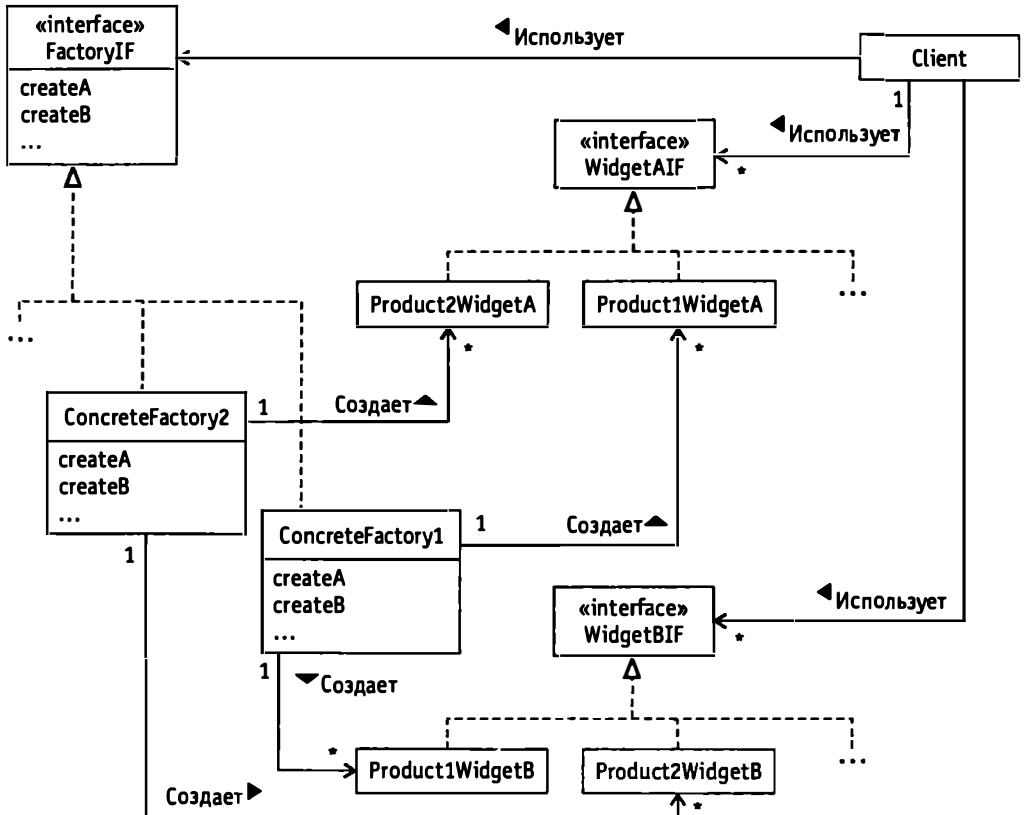 «interface»
FactoryIF
createA
createB
...
Использует
Client
1
Использует
*
«interface»
WidgetAIF
...
Product2WidgetA
Product1WidgetA
...
*
*
ConcreteFactory2
createA
createB
...
1
Создает
1
ConcreteFactory1
createA
createB
...
1
Создает
1
Создает
«interface»
WidgetBIF
Использует
*
*
Product1WidgetB
Product2WidgetB
...
Создает
*